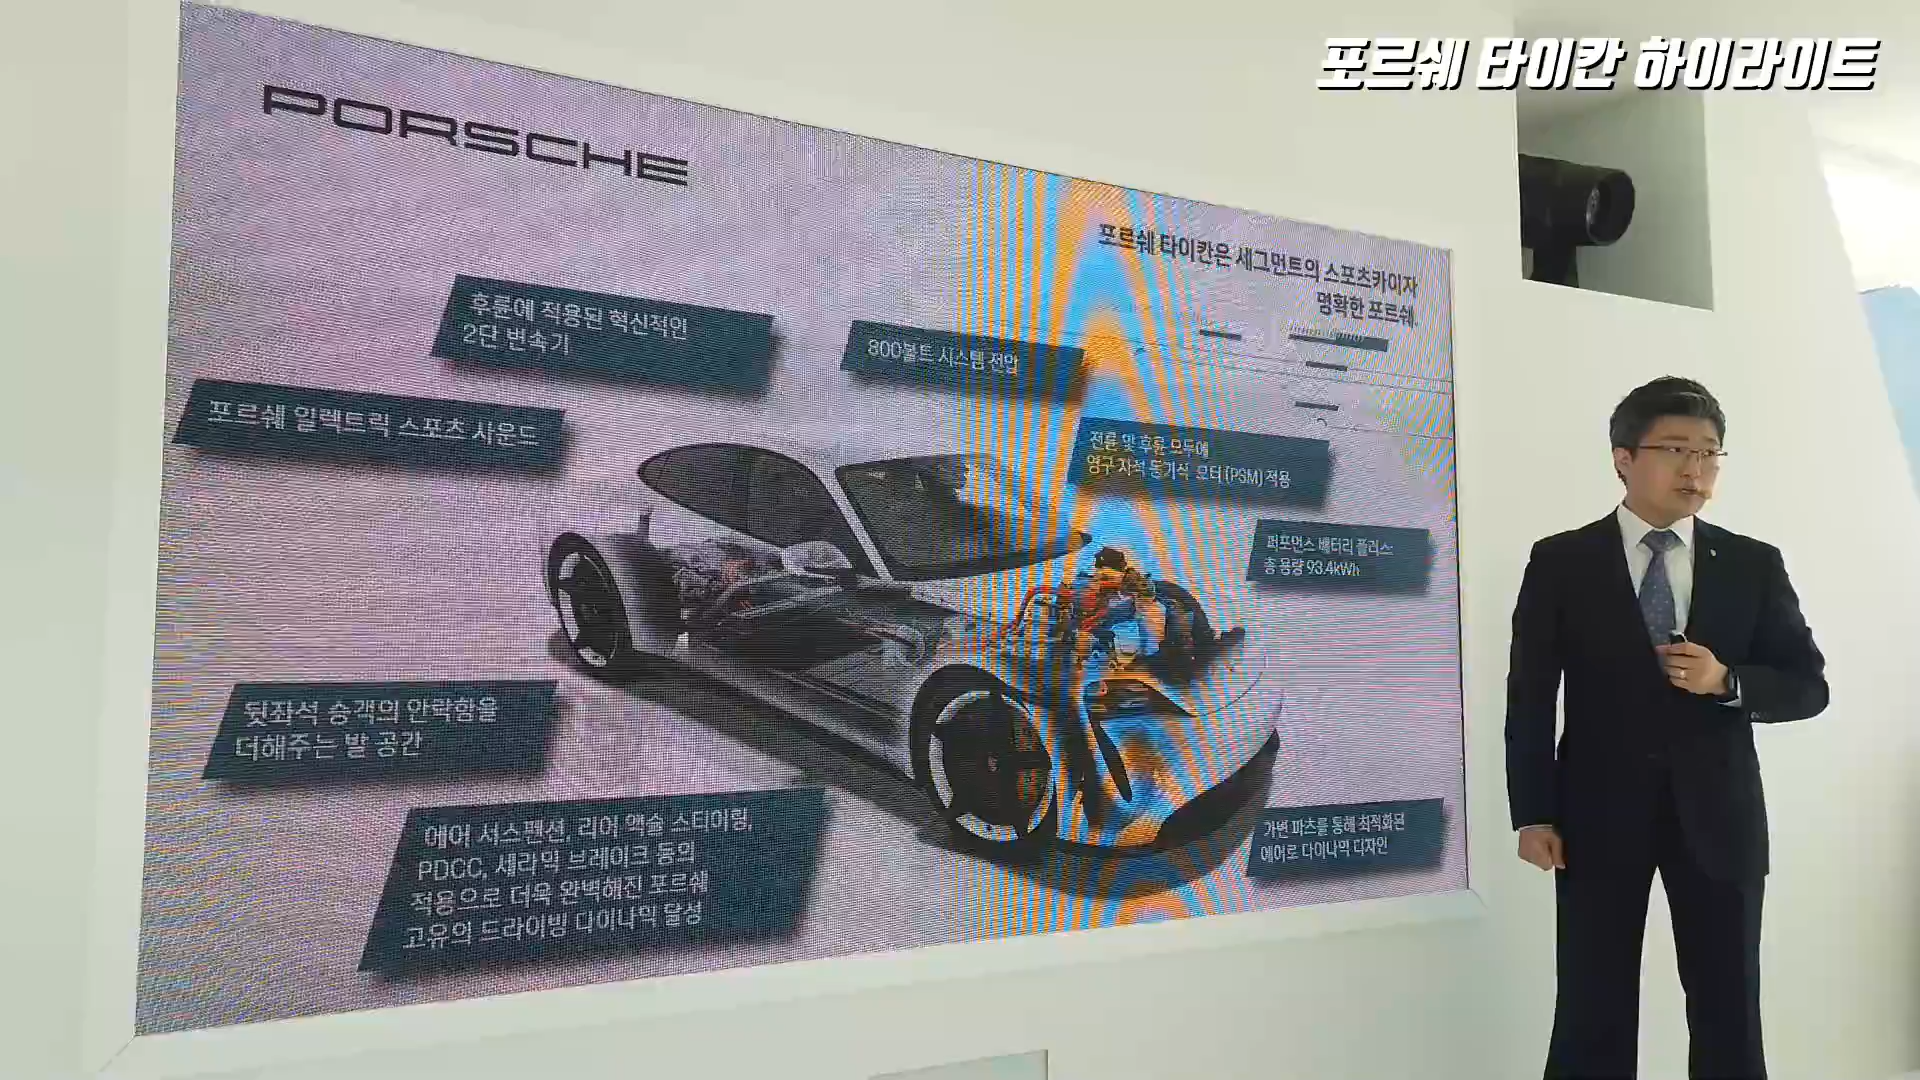 포르쉐 타이칸 하이라이트
PORSCHE
포르쉐 타이칸은 세그먼트의 스포츠카이자
명확한 포르쉐.
후륜에 적용된 혁신적인
2단 변속기
800볼트 시스템 전압
포르쉐 일렉트릭 스포츠 사운드
전륜 및 후륜 모두에
영구 자석 동기식 모터(PSM) 적용
퍼포먼스 배터리 플러스:
총 용량 93.4kWh
뒷좌석 승객의 안락함을
더해주는 발 공간
에어 서스펜션, 리어 액슬 스티어링,
PDCC, 세라믹 브레이크 등의
적용으로 더욱 완벽해진 포르쉐
고유의 드라이빙 다이나믹 달성
가변 파츠를 통해 최적화된
에어로 다이나믹 디자인